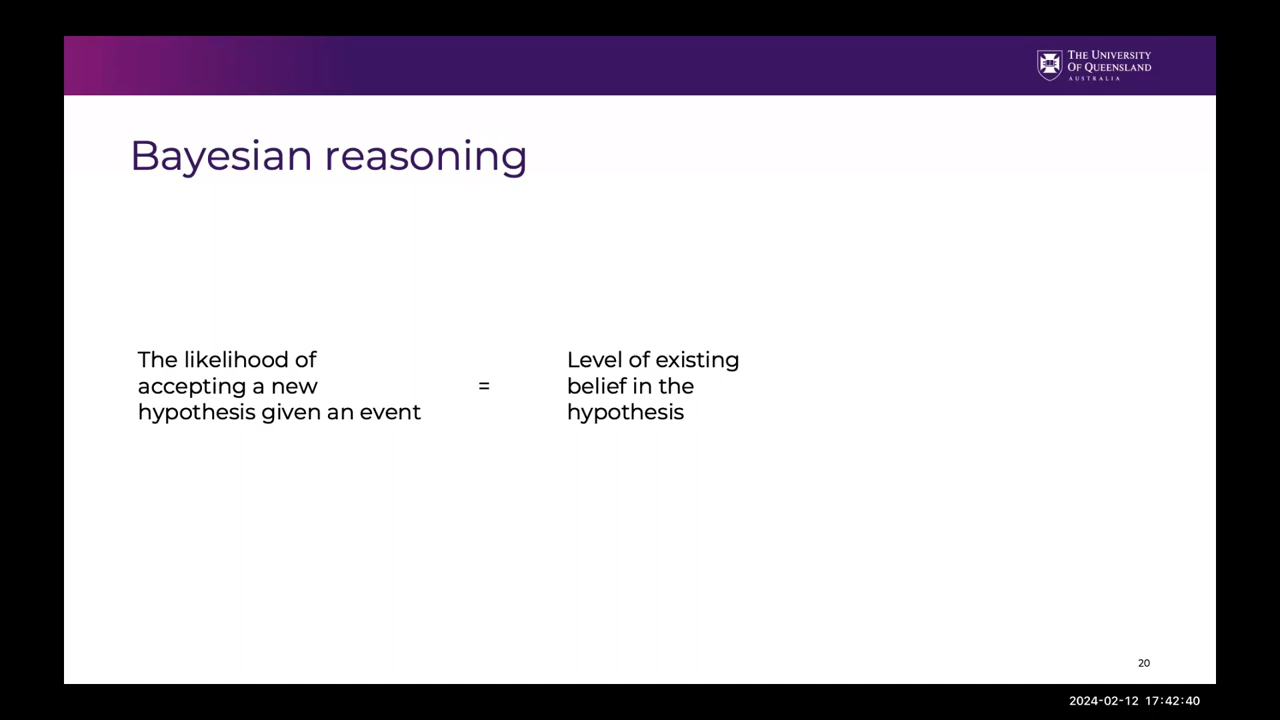 THE UNIVERSITY
OF QUEENSLAND
AUSTRALIA
Bayesian reasoning
The likelihood of
accepting a new
hypothesis given an event
=
Level of existing
belief in the
hypothesis
20
2024-02-12 17:42:40